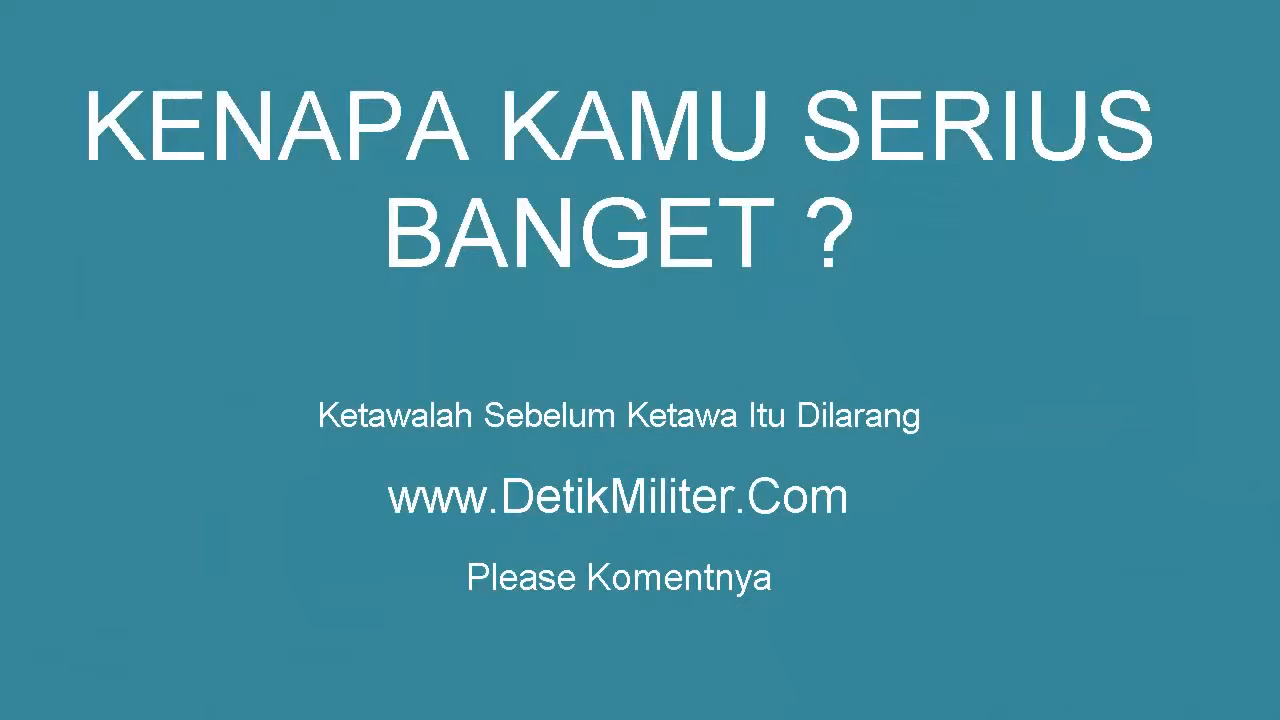 KENAPA KAMU SERIUS
BANGET ?
Ketawalah Sebelum Ketawa Itu Dilarang
www.DetikMiliter.Com
Please Komentnya